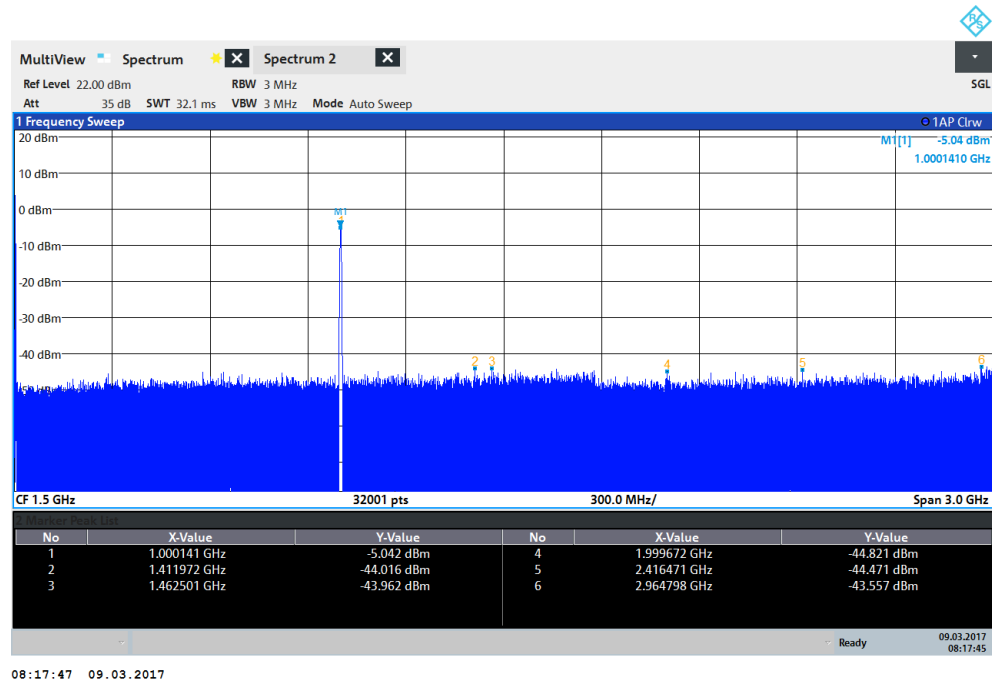 R S
MultiView Spectrum Spectrum 2
Ref Level 22.00 dBm RBW 3 MHz SGL
Att 35 dB SWT 32.1 ms VBW 3 MHz Mode Auto Sweep
1 Frequency Sweep 1AP Clrw
20 dBm M1[1] -5.04 dBm
1.0001410 GHz
10 dBm
0 dBm
M1
1
-10 dBm
-20 dBm
-30 dBm
-40 dBm
2 3 4 5 6
CF 1.5 GHz 32001 pts 300.0 MHz/ Span 3.0 GHz
2 Marker Peak List
No X-Value Y-Value No X-Value Y-Value
1 1.000141 GHz -5.042 dBm 4 1.999672 GHz -44.821 dBm
2 1.411972 GHz -44.016 dBm 5 2.416471 GHz -44.471 dBm
3 1.462501 GHz -43.962 dBm 6 2.964798 GHz -43.557 dBm
Ready 09.03.2017
08:17:45
08:17:47 09.03.2017